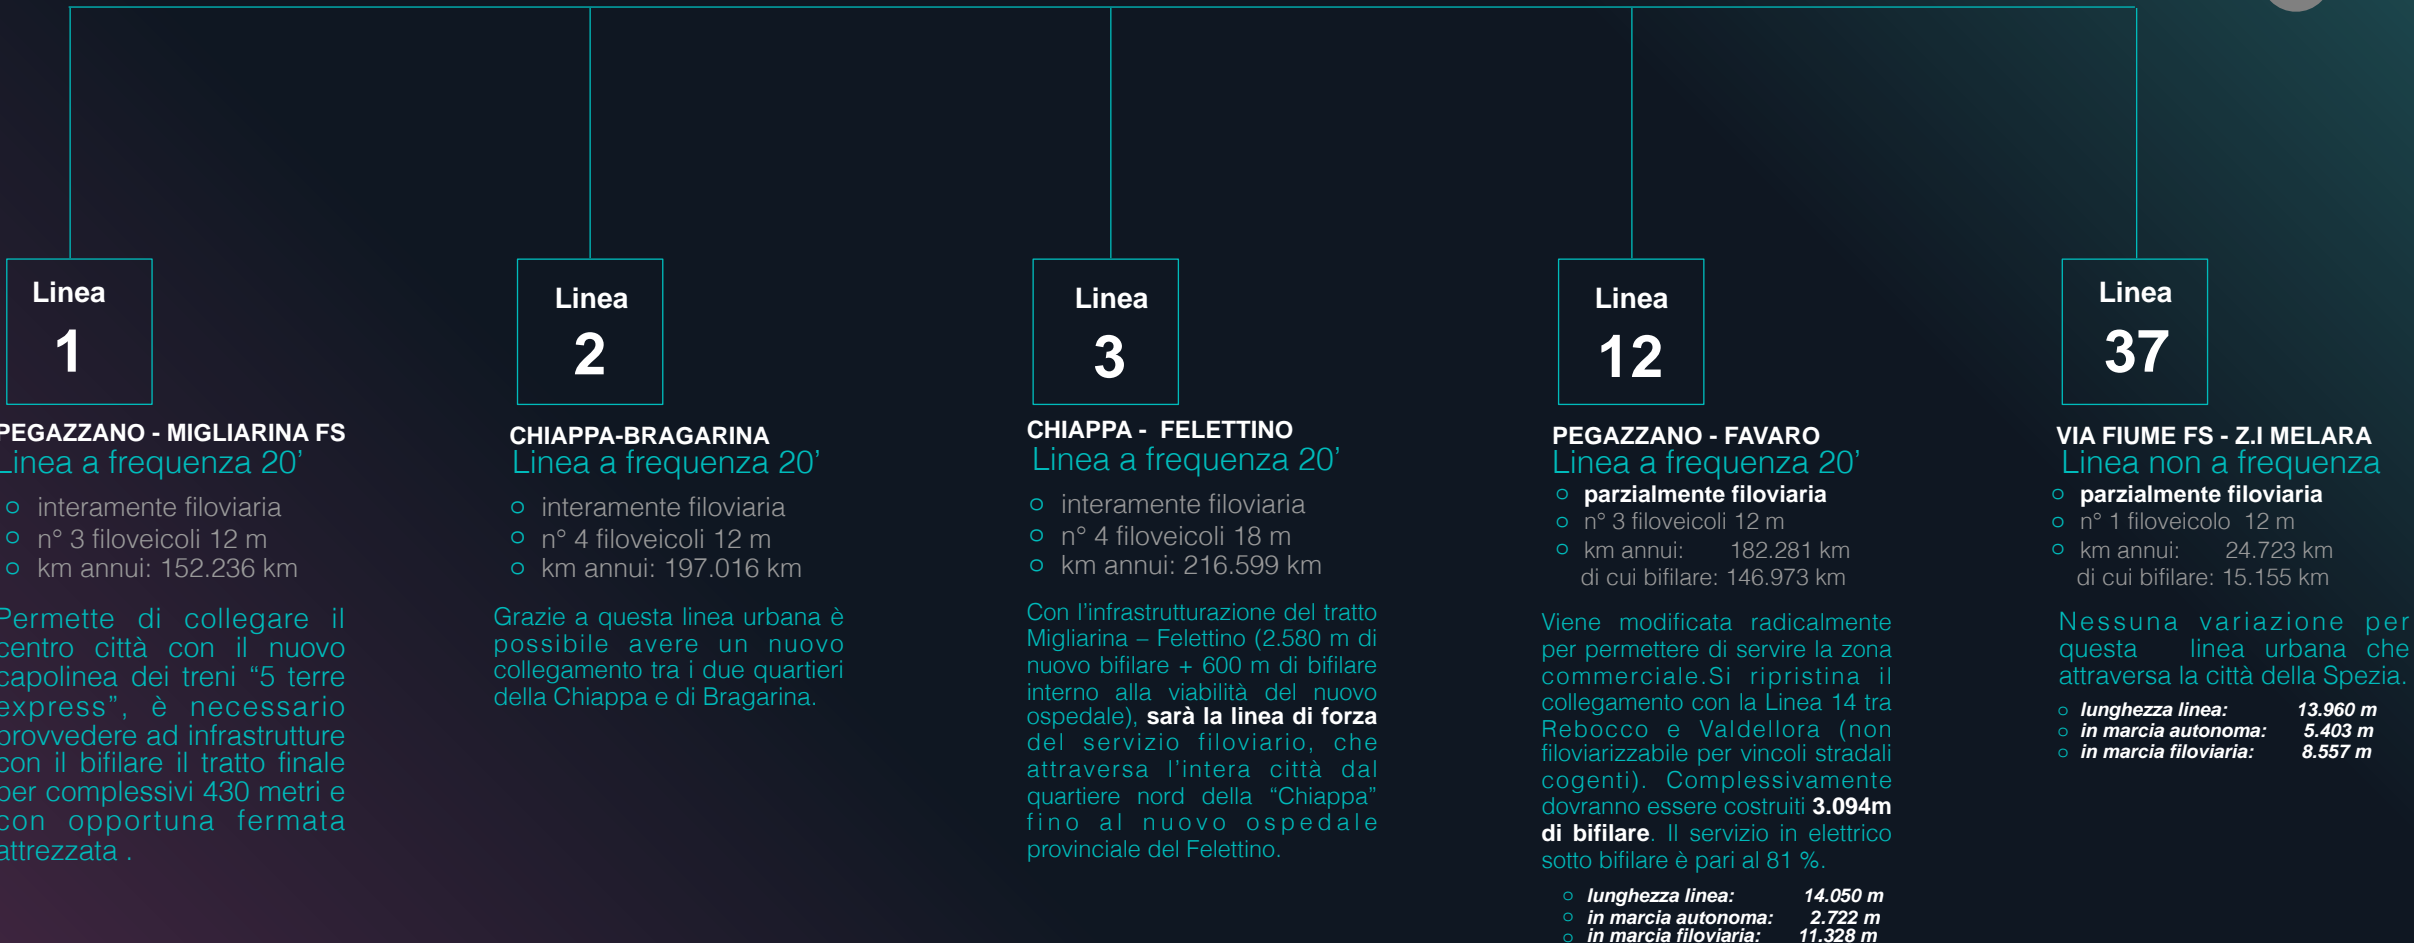 Linea
1
PEGAZZANO - MIGLIARINA FS
Linea a frequenza 20’
interamente filoviaria
n° 3 filoveicoli 12 m
km annui: 152.236 km
Permette di collegare il
centro città con il nuovo
capolinea dei treni “5 terre
express”, è necessario
provvedere ad infrastrutture
con il bifilare il tratto finale
per complessivi 430 metri e
con opportuna fermata
attrezzata .
Linea
2
CHIAPPA-BRAGARINA
Linea a frequenza 20’
interamente filoviaria
n° 4 filoveicoli 12 m
km annui: 197.016 km
Grazie a questa linea urbana è
possibile avere un nuovo
collegamento tra i due quartieri
della Chiappa e di Bragarina.
Linea
3
CHIAPPA - FELETTINO
Linea a frequenza 20’
interamente filoviaria
n° 4 filoveicoli 18 m
km annui: 216.599 km
Con l’infrastrutturazione del tratto
Migliarina – Felettino (2.580 m di
nuovo bifilare + 600 m di bifilare
interno alla viabilità del nuovo
ospedale), sarà la linea di forza
del servizio filoviario, che
attraversa l’intera città dal
quartiere nord della “Chiappa”
fino al nuovo ospedale
provinciale del Felettino.
Linea
12
PEGAZZANO - FAVARO
Linea a frequenza 20’
parzialmente filoviaria
n° 3 filoveicoli 12 m
km annui: 182.281 km
di cui bifilare: 146.973 km
Viene modificata radicalmente
per permettere di servire la zona
commerciale.Si ripristina il
collegamento con la Linea 14 tra
Rebocco e Valdellora (non
filoviarizzabile per vincoli stradali
cogenti). Complessivamente
dovranno essere costruiti 3.094m
di bifilare. Il servizio in elettrico
sotto bifilare è pari al 81 %.
lunghezza linea: 14.050 m
in marcia autonoma: 2.722 m
in marcia filoviaria: 11.328 m
Linea
37
VIA FIUME FS - Z.I MELARA
Linea non a frequenza
parzialmente filoviaria
n° 1 filoveicolo 12 m
km annui: 24.723 km
di cui bifilare: 15.155 km
Nessuna variazione per
questa linea urbana che
attraversa la città della Spezia.
lunghezza linea: 13.960 m
in marcia autonoma: 5.403 m
in marcia filoviaria: 8.557 m